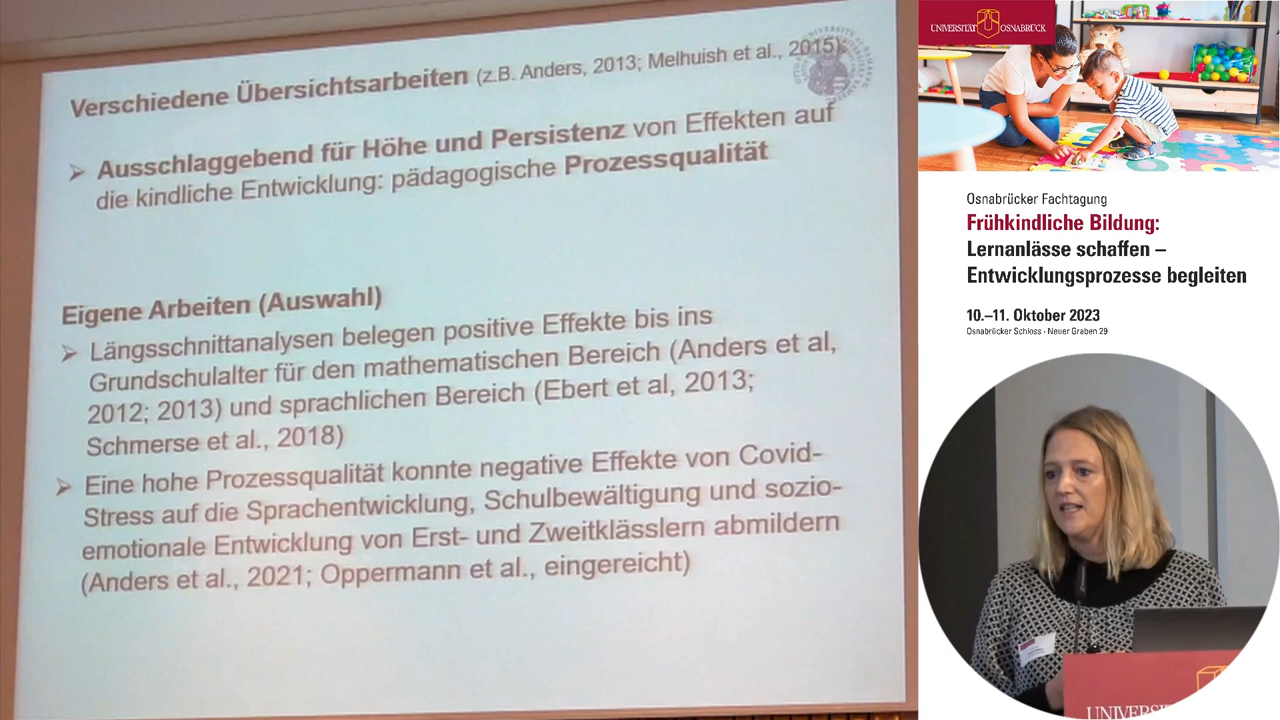 Verschiedene Übersichtsarbeiten (z.B. Anders, 2013; Melhuish et al., 2015)
Ausschlaggebend für Höhe und Persistenz von Effekten auf
die kindliche Entwicklung: pädagogische Prozessqualität
Eigene Arbeiten (Auswahl)
Längsschnittanalysen belegen positive Effekte bis ins
Grundschulalter für den mathematischen Bereich (Anders et al,
2012; 2013) und sprachlichen Bereich (Ebert et al, 2013;
Schmerse et al., 2018)
Eine hohe Prozessqualität konnte negative Effekte von Covid-
Stress auf die Sprachentwicklung, Schulbewältigung und sozio-
emotionale Entwicklung von Erst- und Zweitklässlern abmildern
(Anders et al., 2021; Oppermann et al., eingereicht)
UNIVERSITÄT OSNABRÜCK
Osnabrücker Fachtagung
Frühkindliche Bildung:
Lernanlässe schaffen –
Entwicklungsprozesse begleiten
10.–11. Oktober 2023
Osnabrücker Schloss · Neuer Graben 29